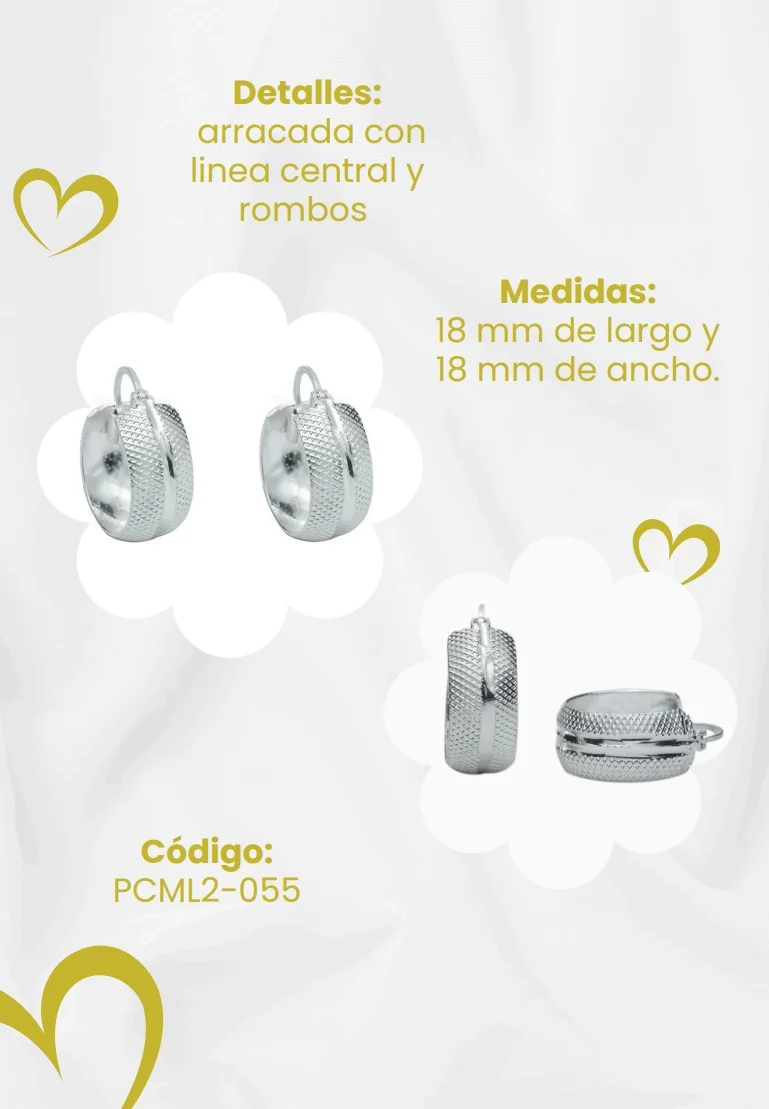 Detalles:
arracada con
linea central y
rombos
Medidas:
18 mm de largo y
18 mm de ancho.
Código:
PCML2-055